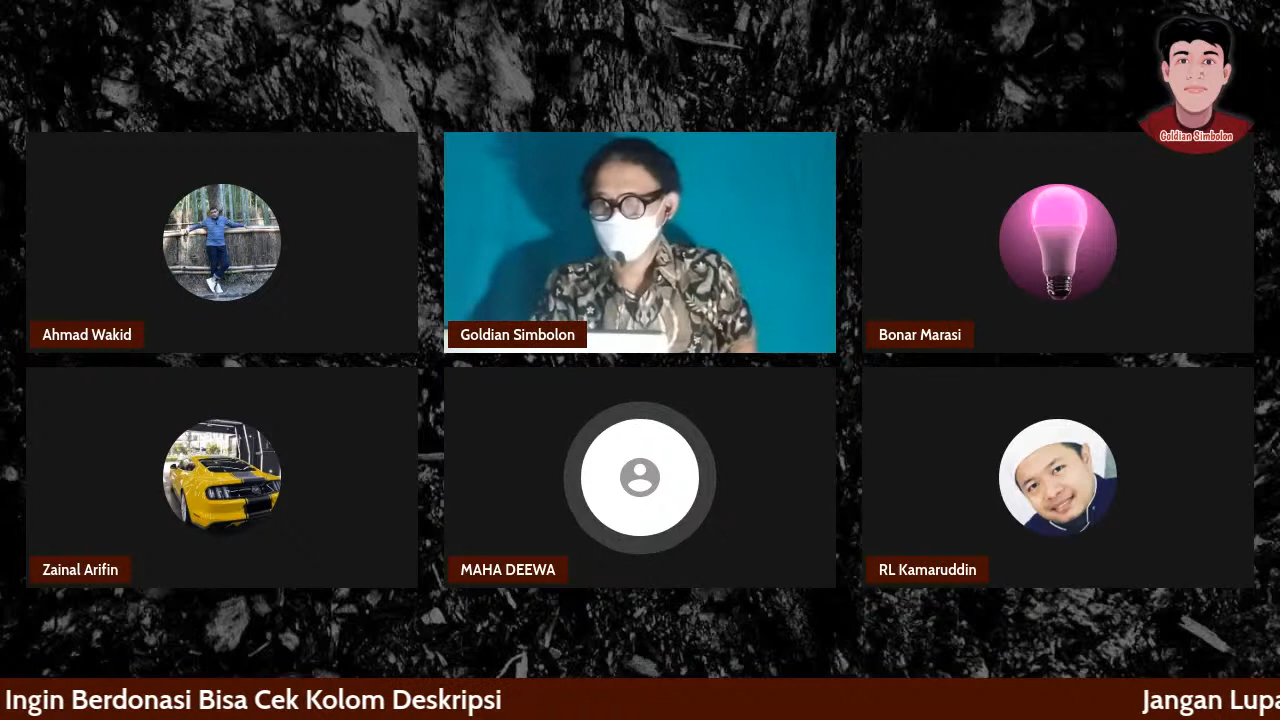 Goldian Simbolon
Ahmad Wakid
Goldian Simbolon
Bonar Marasi
Zainal Arifin
MAHA DEEWA
RL Kamaruddin
Ingin Berdonasi Bisa Cek Kolom Deskripsi
Jangan Lupa